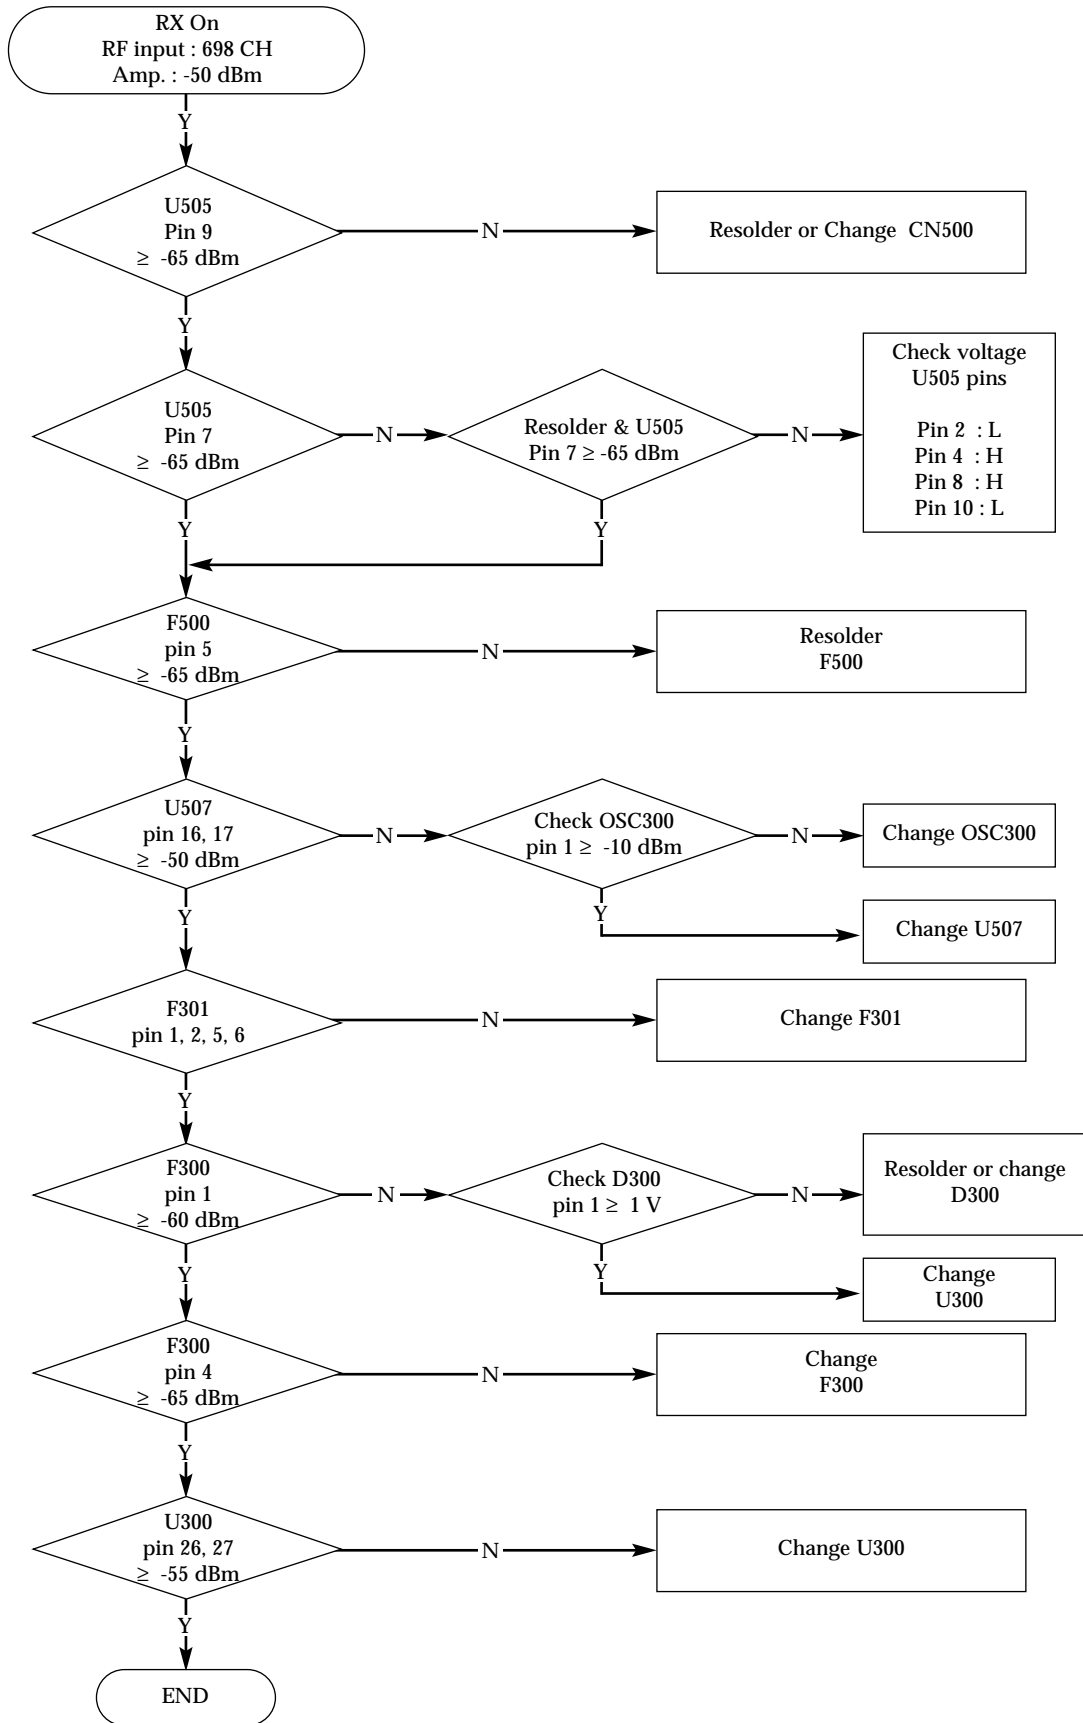 RX On
RF input : 698 CH
Amp. : -50 dBm
Y
U505
Pin 9
≥ -65 dBm
N
Resolder or Change CN500
Y
U505
Pin 7
≥ -65 dBm
N
Resolder & U505
Pin 7 ≥ -65 dBm
N
Check voltage
U505 pins
Pin 2 : L
Pin 4 : H
Pin 8 : H
Pin 10 : L
Y
Y
F500
pin 5
≥ -65 dBm
N
Resolder
F500
Y
U507
pin 16, 17
≥ -50 dBm
N
Check OSC300
pin 1 ≥ -10 dBm
N
Change OSC300
Y
Y
Change U507
F301
pin 1, 2, 5, 6
N
Change F301
Y
F300
pin 1
≥ -60 dBm
N
Check D300
pin 1 ≥ 1 V
N
Resolder or change
D300
Y
Y
Change
U300
F300
pin 4
≥ -65 dBm
N
Change
F300
Y
U300
pin 26, 27
≥ -55 dBm
N
Change U300
Y
END